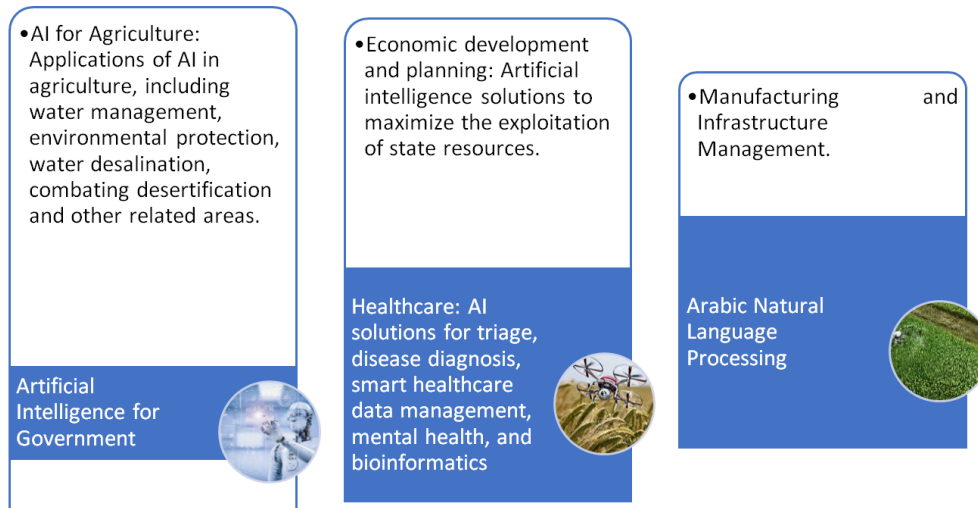 •AI for Agriculture:
Applications of AI in
agriculture, including
water management,
environmental protection,
water desalination,
combating desertification
and other related areas.
Artificial
Intelligence for
Government
•Economic development
and planning: Artificial
intelligence solutions to
maximize the exploitation
of state resources.
Healthcare: AI
solutions for triage,
disease diagnosis,
smart healthcare
data management,
mental health, and
bioinformatics
•Manufacturing and
Infrastructure
Management.
Arabic Natural
Language
Processing